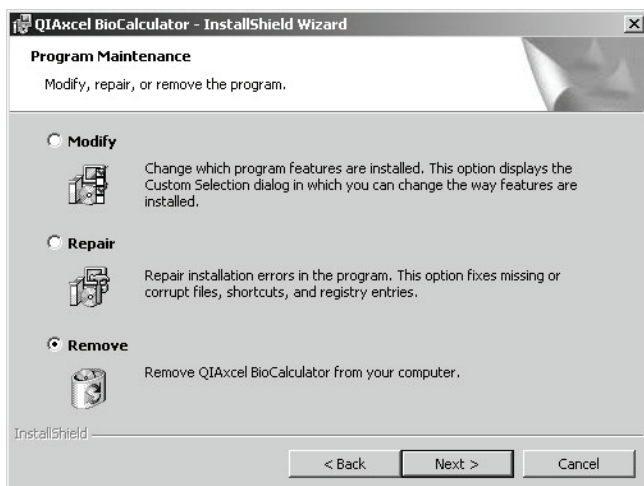 QIAxcel BioCalculator - InstallShield Wizard
Program Maintenance
Modify, repair, or remove the program.
Modify
Change which program features are installed. This option displays the
Custom Selection dialog in which you can change the way features are
installed.
Repair
Repair installation errors in the program. This option fixes missing or
corrupt files, shortcuts, and registry entries.
Remove
Remove QIAxcel BioCalculator from your computer.
InstallShield
< Back Next > Cancel